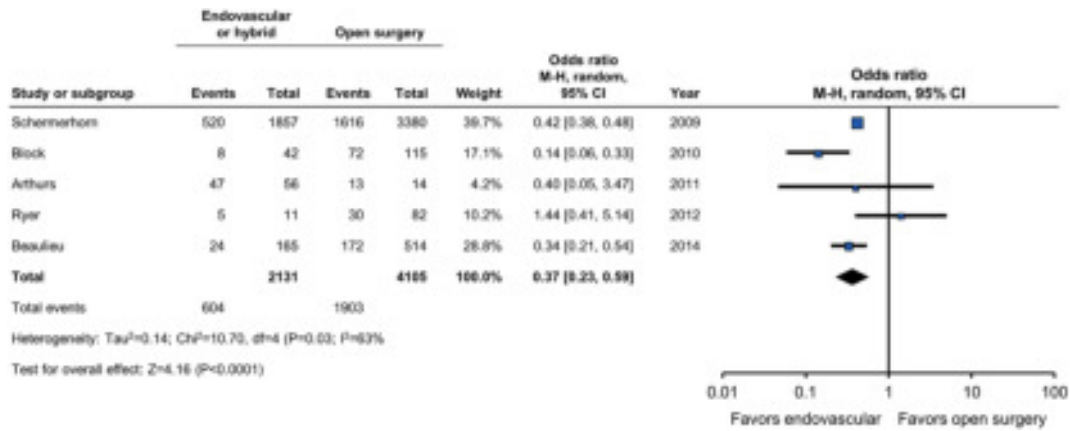 Endovascular or hybrid Open surgery
Study or subgroup Events Total Events Total Weight Odds ratio M-H, random, 95% CI Year Odds ratio M-H, random, 95% CI
Schermerhorn 520 1857 1616 3380 39.7% 0.42 [0.38, 0.48] 2009
Block 8 42 72 115 17.1% 0.14 [0.06, 0.33] 2010
Arthurs 47 56 13 14 4.2% 0.40 [0.05, 3.47] 2011
Ryer 5 11 30 82 10.2% 1.44 [0.41, 5.14] 2012
Beaulieu 24 165 172 514 28.8% 0.34 [0.21, 0.54] 2014
Total 2131 4105 100.0% 0.37 [0.23, 0.59]
Total events 604 1903
Heterogeneity: Tau²=0.14; Chi²=10.70, df=4 (P=0.03; I²=63%
Test for overall effect: Z=4.16 (P<0.0001)
0.01 0.1 1 10 100
Favors endovascular Favors open surgery